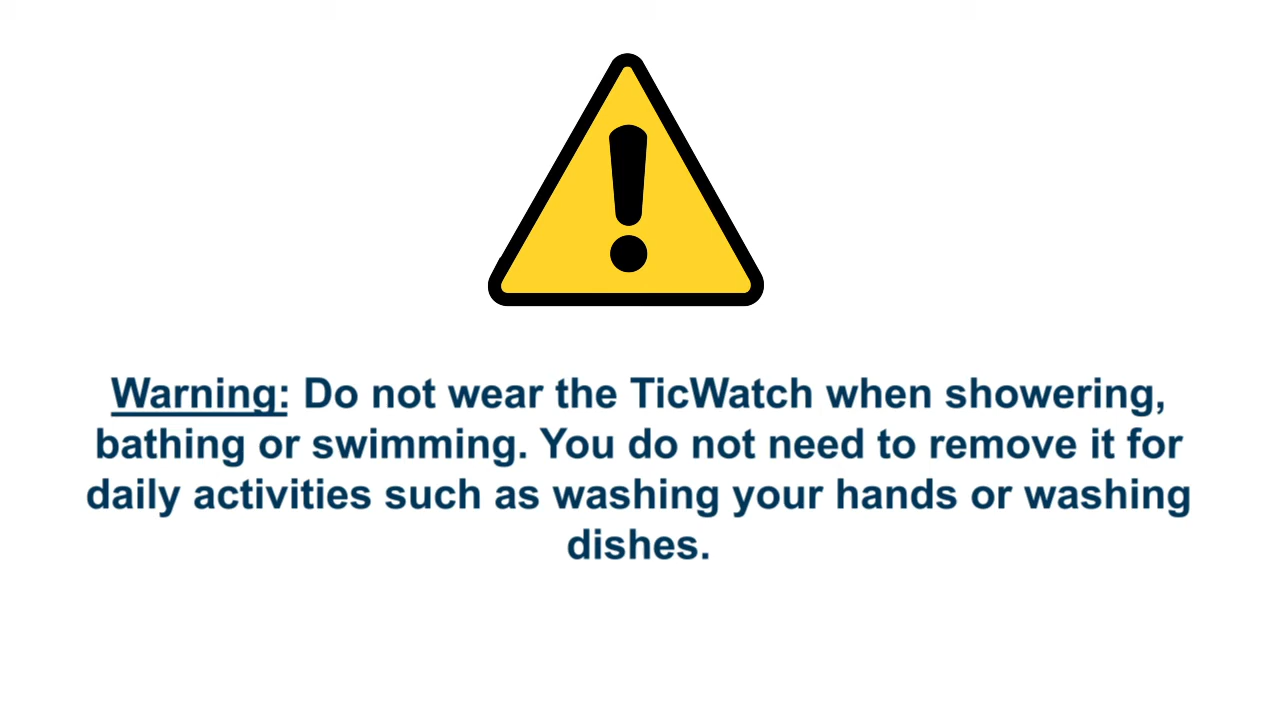 Warning: Do not wear the TicWatch when showering,
bathing or swimming. You do not need to remove it for
daily activities such as washing your hands or washing
dishes.